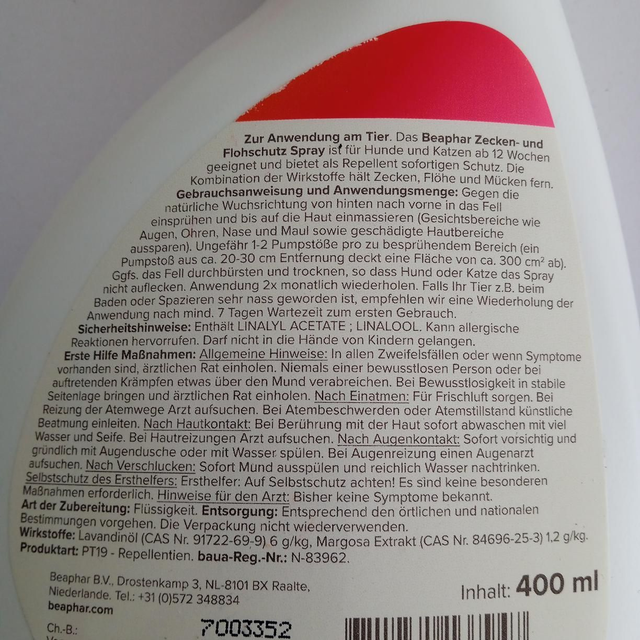 Zur Anwendung am Tier. Das Beaphar Zecken- und
Flohschutz Spray ist für Hunde und Katzen ab 12 Wochen
geeignet und bietet als Repellent sofortigen Schutz. Die
Kombination der Wirkstoffe hält Zecken, Flöhe und Mücken fern.
Gebrauchsanweisung und Anwendungsmenge: Gegen die
natürliche Wuchsrichtung von hinten nach vorne in das Fell
einsprühen und bis auf die Haut einmassieren (Gesichtsbereiche wie
Augen, Ohren, Nase und Maul sowie geschädigte Hautbereiche
aussparen). Ungefähr 1-2 Pumpstöße pro zu besprühendem Bereich (ein
Pumpstoß aus ca. 20-30 cm Entfernung deckt eine Fläche von ca. 300 cm² ab).
Ggfs. das Fell durchbürsten und trocknen, so dass Hund oder Katze das Spray
nicht auflecken. Anwendung 2x monatlich wiederholen. Falls Ihr Tier z.B. beim
Baden oder Spazieren sehr nass geworden ist, empfehlen wir eine Wiederholung der
Anwendung nach mind. 7 Tagen Wartezeit zum ersten Gebrauch.
Sicherheitshinweise: Enthält LINALYL ACETATE ; LINALOOL. Kann allergische
Reaktionen hervorrufen. Darf nicht in die Hände von Kindern gelangen.
Erste Hilfe Maßnahmen: Allgemeine Hinweise: In allen Zweifelsfällen oder wenn Symptome
vorhanden sind, ärztlichen Rat einholen. Niemals einer bewusstlosen Person oder bei
auftretenden Krämpfen etwas über den Mund verabreichen. Bei Bewusstlosigkeit in stabile
Seitenlage bringen und ärztlichen Rat einholen. Nach Einatmen: Für Frischluft sorgen. Bei
Reizung der Atemwege Arzt aufsuchen. Bei Atembeschwerden oder Atemstillstand künstliche
Beatmung einleiten. Nach Hautkontakt: Bei Berührung mit der Haut sofort abwaschen mit viel
Wasser und Seife. Bei Hautreizungen Arzt aufsuchen. Nach Augenkontakt: Sofort vorsichtig und
gründlich mit Augendusche oder mit Wasser spülen. Bei Augenreizung einen Augenarzt
aufsuchen. Nach Verschlucken: Sofort Mund ausspülen und reichlich Wasser nachtrinken.
Selbstschutz des Ersthelfers: Ersthelfer: Auf Selbstschutz achten! Es sind keine besonderen
Maßnahmen erforderlich. Hinweise für den Arzt: Bisher keine Symptome bekannt.
Art der Zubereitung: Flüssigkeit. Entsorgung: Entsprechend den örtlichen und nationalen
Bestimmungen vorgehen. Die Verpackung nicht wiederverwenden.
Wirkstoffe: Lavandinöl (CAS Nr. 91722-69-9) 6 g/kg, Margosa Extrakt (CAS Nr. 84696-25-3) 1,2 g/kg.
Produktart: PT19 - Repellentien. baua-Reg.-Nr.: N-83962.
Beaphar B.V., Drostenkamp 3, NL-8101 BX Raalte,
Niederlande. Tel.: +31 (0)572 348834
beaphar.com
Inhalt: 400 ml
Ch.-B.: 7003352